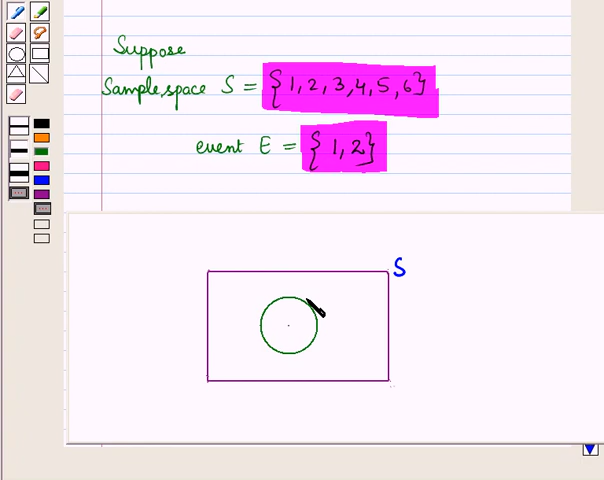 Suppose
Sample space S = {1, 2, 3, 4, 5, 6}
event E = {1, 2}
S